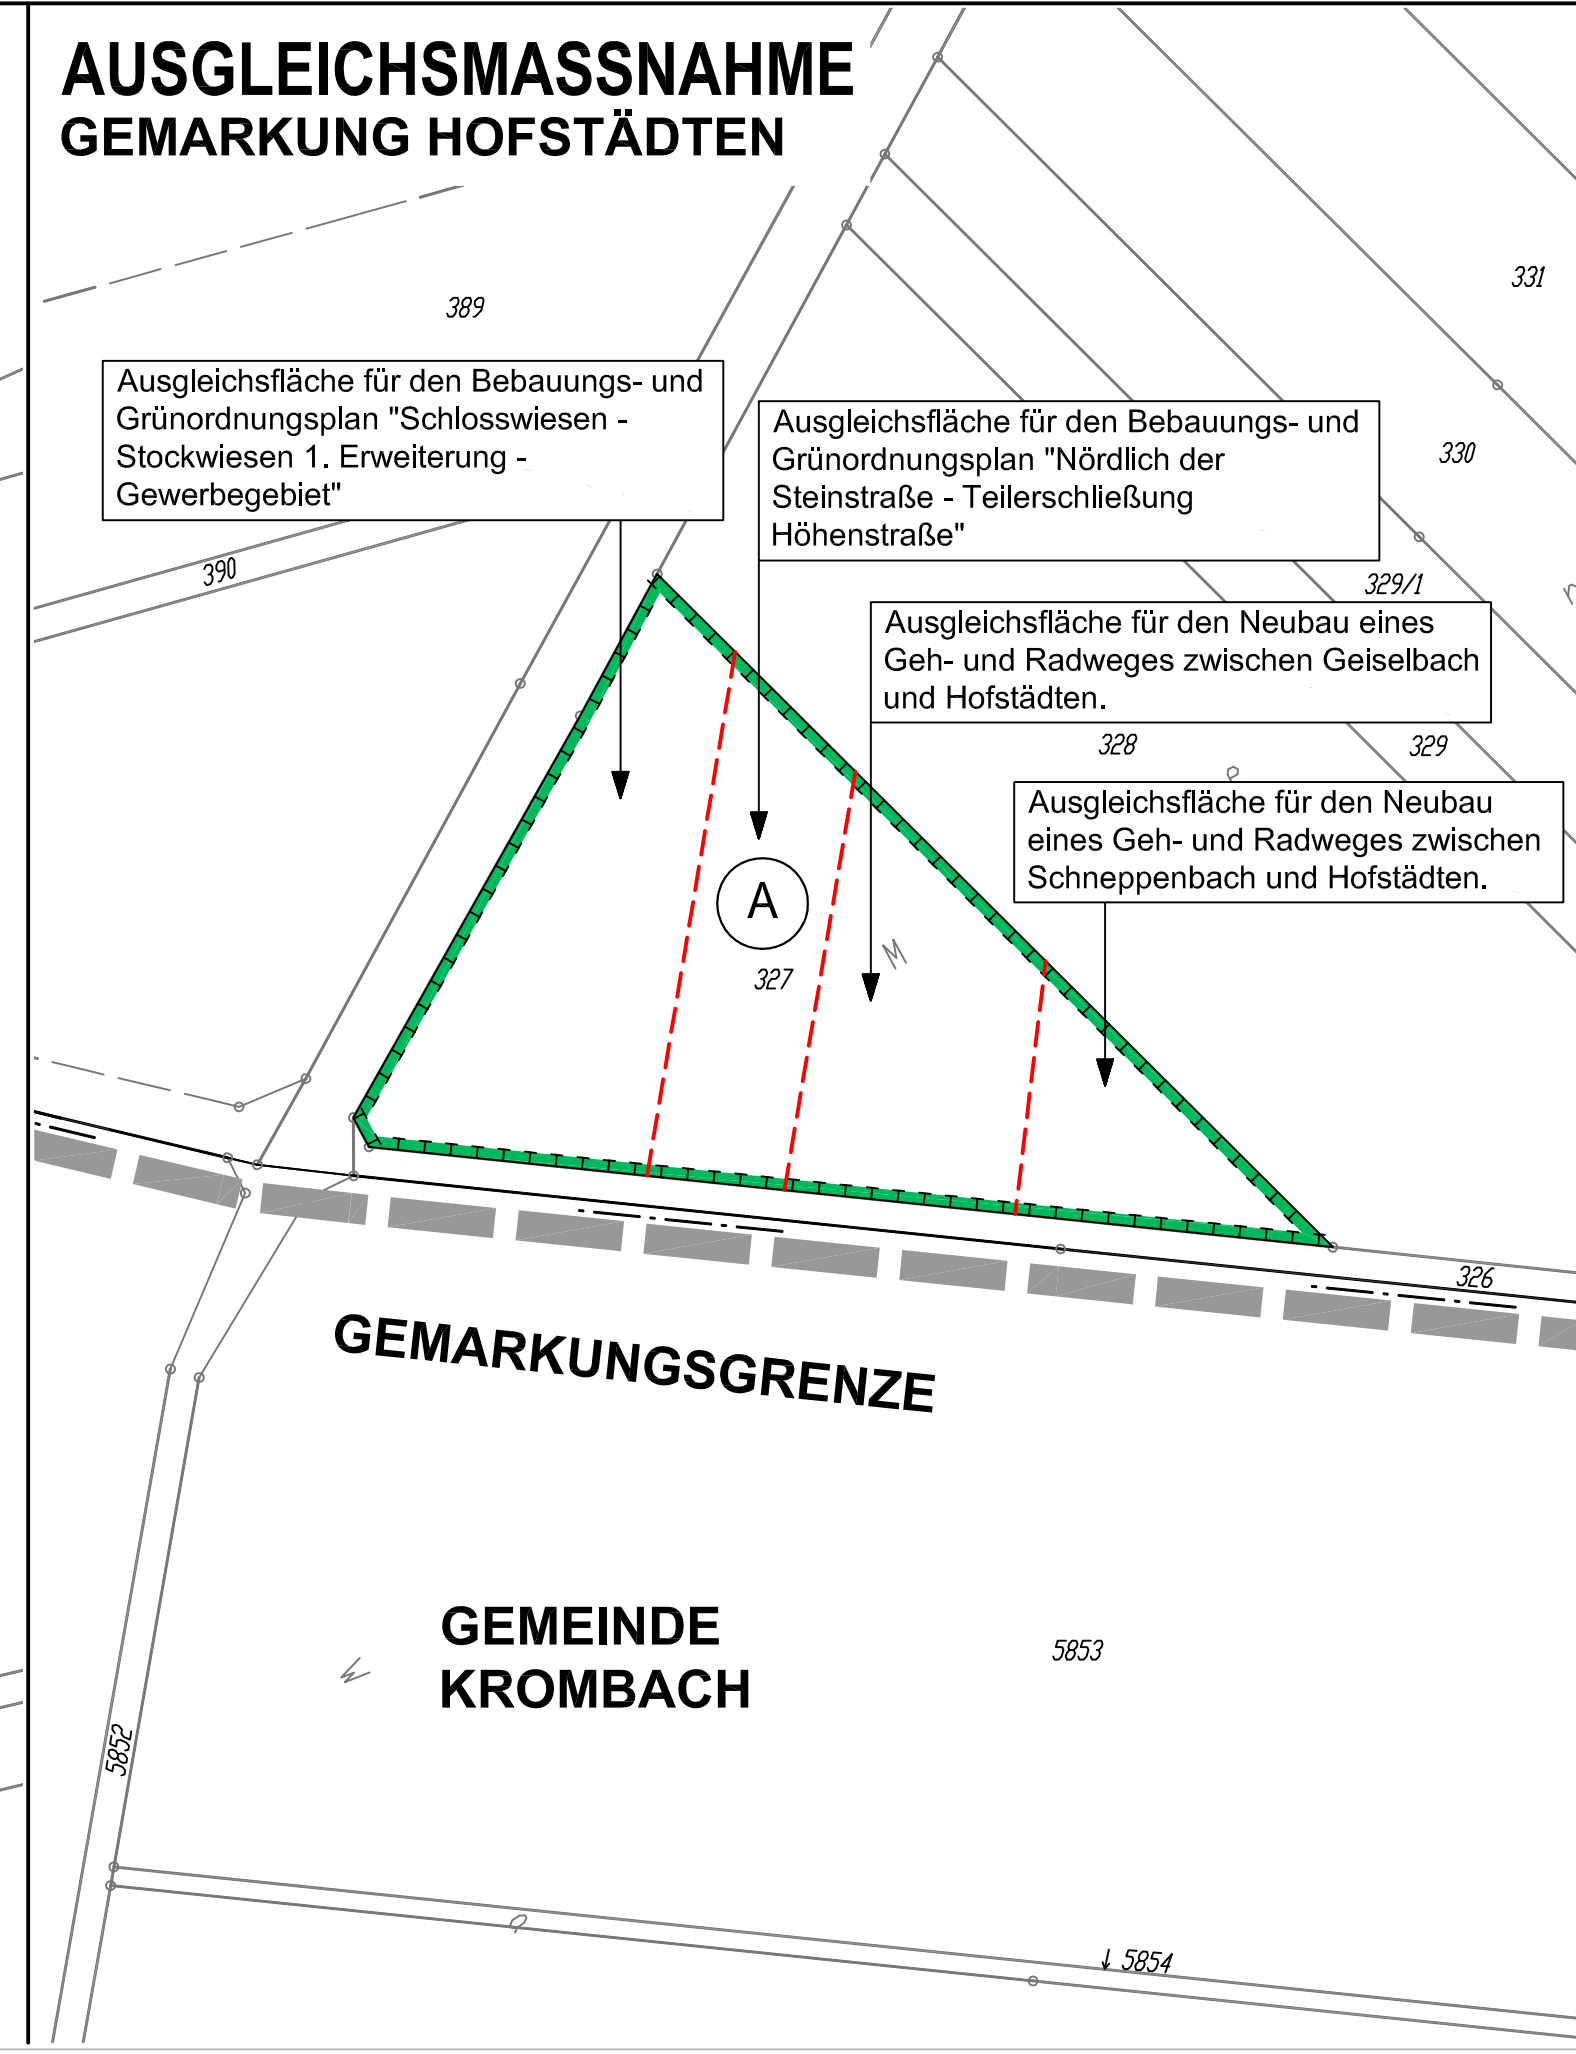 AUSGLEICHSMASSNAHME
GEMARKUNG HOFSTÄDTEN
331
389
Ausgleichsfläche für den Bebauungs- und
Grünordnungsplan "Schlosswiesen -
Stockwiesen 1. Erweiterung -
Gewerbegebiet"
Ausgleichsfläche für den Bebauungs- und
Grünordnungsplan "Nördlich der
Steinstraße - Teilerschließung
Höhenstraße"
330
390
329/1
Ausgleichsfläche für den Neubau eines
Geh- und Radweges zwischen Geiselbach
und Hofstädten.
328
329
Ausgleichsfläche für den Neubau
eines Geh- und Radweges zwischen
Schneppenbach und Hofstädten.
A
327
326
GEMARKUNGSGRENZE
GEMEINDE
KROMBACH
5853
5852
↓ 5854